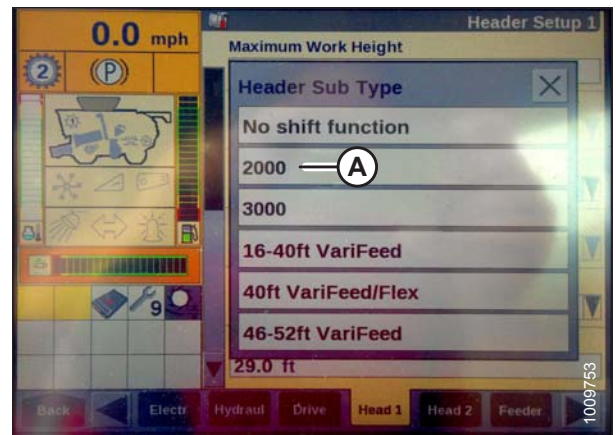 0.0 mph
Header Setup 1
2
(P)
Maximum Work Height
Header Sub Type
No shift function
2000
A
3000
16-40ft VariFeed
40ft VariFeed/Flex
46-52ft VariFeed
9
29.0 ft
Back
Electr
Hydraul
Drive
Head 1
Head 2
Feeder
1009753